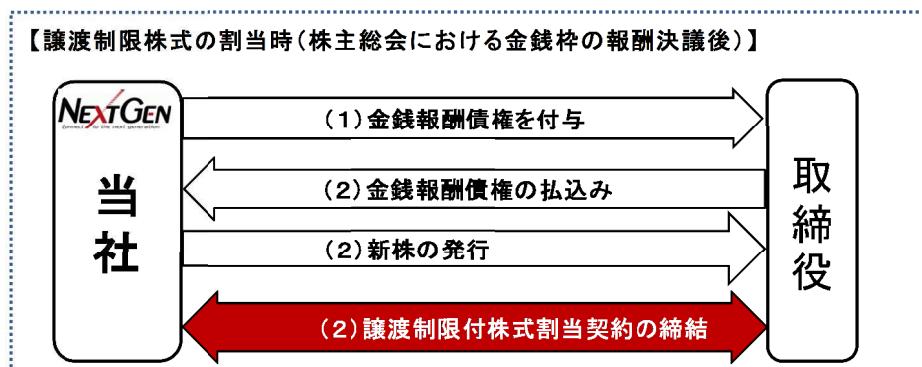 【譲渡制限株式の割当時(株主総会における金銭枠の報酬決議後)】
NEXTGEN
当社
(1)金銭報酬債権を付与
(2)金銭報酬債権の払込み
(2)新株の発行
(2)譲渡制限付株式割当契約の締結
取締役